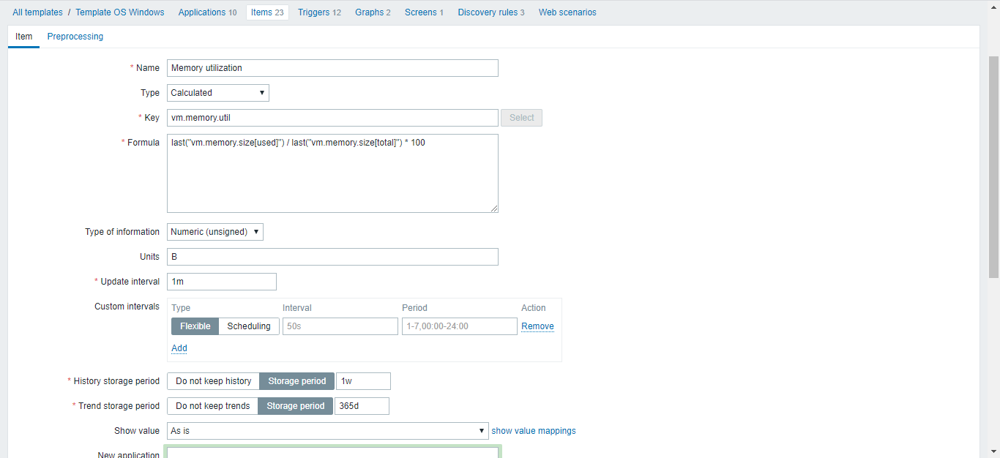 All templates / Template OS Windows Applications 10 Items 23 Triggers 12 Graphs 2 Screens 1 Discovery rules 3 Web scenarios
Item Preprocessing
* Name Memory utilization
Type Calculated
* Key vm.memory.util Select
* Formula last("vm.memory.size[used]") / last("vm.memory.size[total]") * 100
Type of information Numeric (unsigned)
Units B
* Update interval 1m
Custom intervals Type Interval Period Action
Flexible Scheduling 50s 1-7,00:00-24:00 Remove
Add
* History storage period Do not keep history Storage period 1w
* Trend storage period Do not keep trends Storage period 365d
Show value As is show value mappings
New application